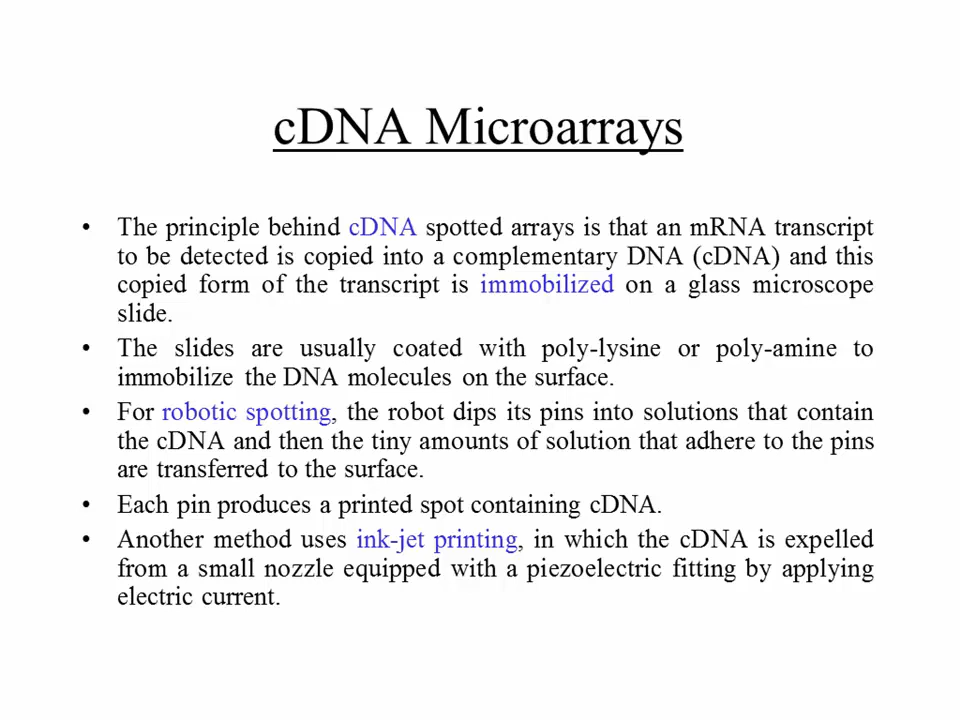 cDNA Microarrays
• The principle behind cDNA spotted arrays is that an mRNA transcript
to be detected is copied into a complementary DNA (cDNA) and this
copied form of the transcript is immobilized on a glass microscope
slide.
• The slides are usually coated with poly-lysine or poly-amine to
immobilize the DNA molecules on the surface.
• For robotic spotting, the robot dips its pins into solutions that contain
the cDNA and then the tiny amounts of solution that adhere to the pins
are transferred to the surface.
• Each pin produces a printed spot containing cDNA.
• Another method uses ink-jet printing, in which the cDNA is expelled
from a small nozzle equipped with a piezoelectric fitting by applying
electric current.